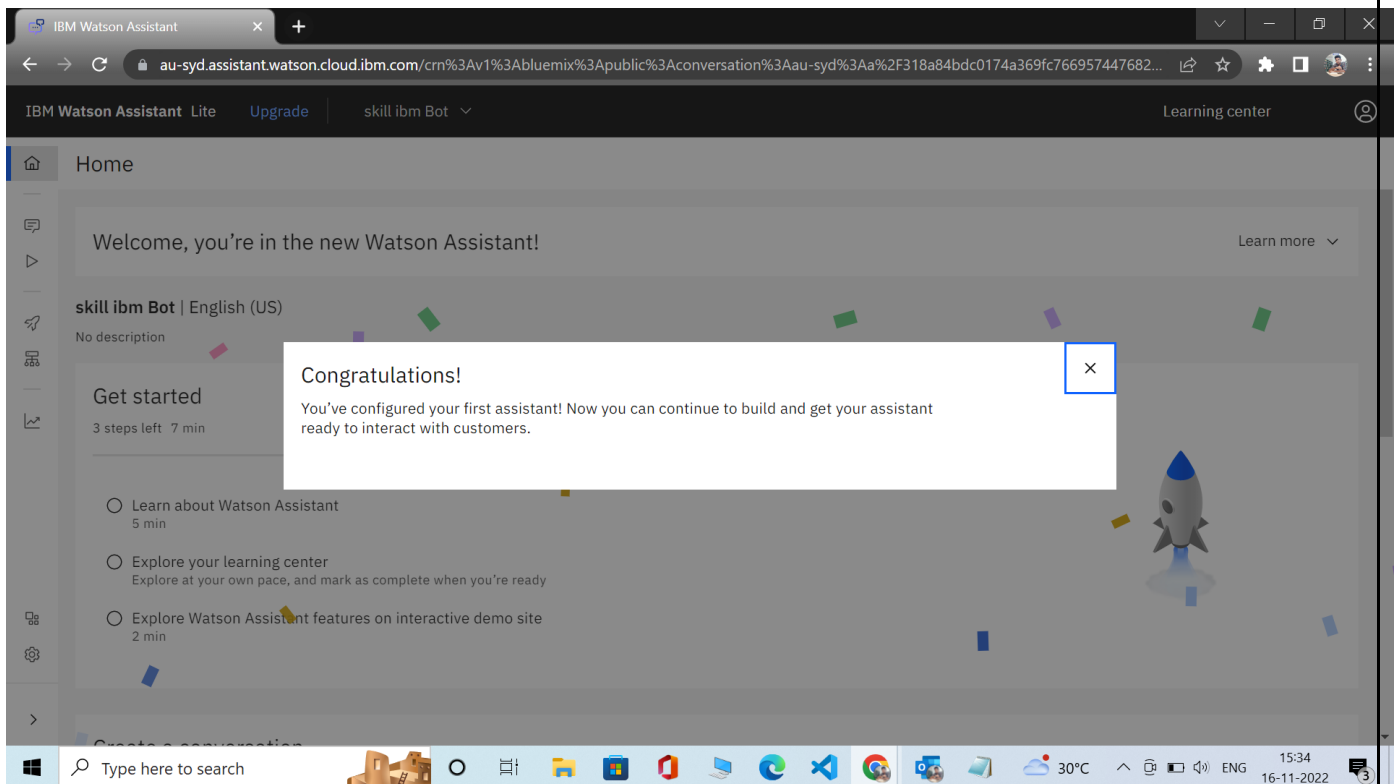 IBM Watson Assistant
au-syd.assistant.watson.cloud.ibm.com/crn%3Av1%3Abluemix%3Apublic%3Aconversation%3Aau-syd%3Aa%2F318a84bdc0174a369fc766957447682...
IBM Watson Assistant Lite Upgrade skill ibm Bot Learning center
Home
Welcome, you’re in the new Watson Assistant!
Learn more
skill ibm Bot | English (US)
No description
Congratulations!
You’ve configured your first assistant! Now you can continue to build and get your assistant
ready to interact with customers.
Get started
3 steps left 7 min
Learn about Watson Assistant
5 min
Explore your learning center
Explore at your own pace, and mark as complete when you’re ready
Explore Watson Assistant features on interactive demo site
2 min
Create a conversation
Type here to search
30°C
ENG
15:34
16-11-2022
3